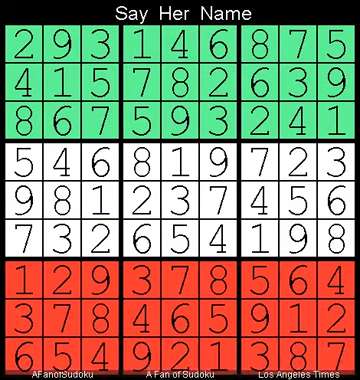 Say Her Name
2 9 3 1 4 6 8 7 5
4 1 5 7 8 2 6 3 9
8 6 7 5 9 3 2 4 1
5 4 6 8 1 9 7 2 3
9 8 1 2 3 7 4 5 6
7 3 2 6 5 4 1 9 8
1 2 9 3 7 8 5 6 4
3 7 8 4 6 5 9 1 2
6 5 4 9 2 1 3 8 7
AFanofSudoku A Fan of Sudoku Los Angeles Times